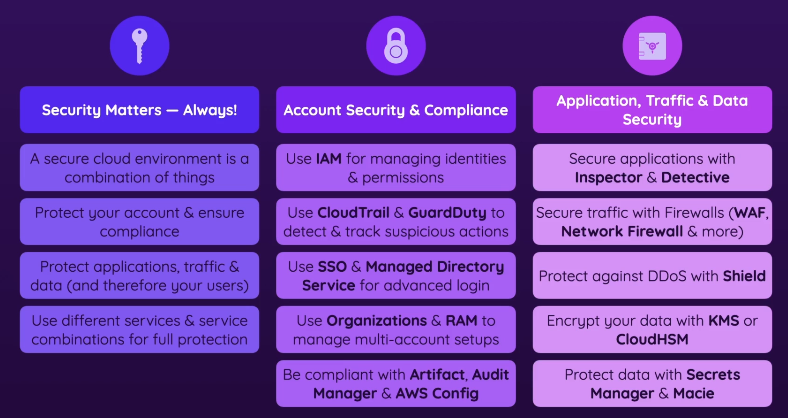 Security Matters — Always!
A secure cloud environment is a
combination of things
Protect your account & ensure
compliance
Protect applications, traffic &
data (and therefore your users)
Use different services & service
combinations for full protection
Account Security & Compliance
Use IAM for managing identities
& permissions
Use CloudTrail & GuardDuty to
detect & track suspicious actions
Use SSO & Managed Directory
Service for advanced login
Use Organizations & RAM to
manage multi-account setups
Be compliant with Artifact, Audit
Manager & AWS Config
Application, Traffic & Data
Security
Secure applications with
Inspector & Detective
Secure traffic with Firewalls (WAF,
Network Firewall & more)
Protect against DDoS with Shield
Encrypt your data with KMS or
CloudHSM
Protect data with Secrets
Manager & Macie